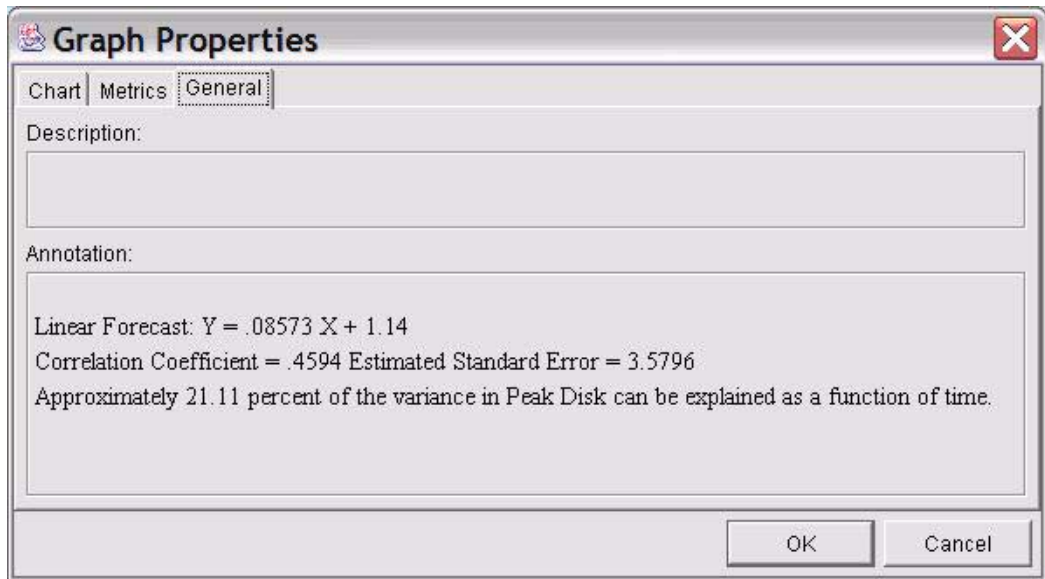 Graph Properties
Chart Metrics General
Description:
Annotation:
Linear Forecast: Y = .08573 X + 1.14
Correlation Coefficient = .4594 Estimated Standard Error = 3.5796
Approximately 21.11 percent of the variance in Peak Disk can be explained as a function of time.
OK Cancel